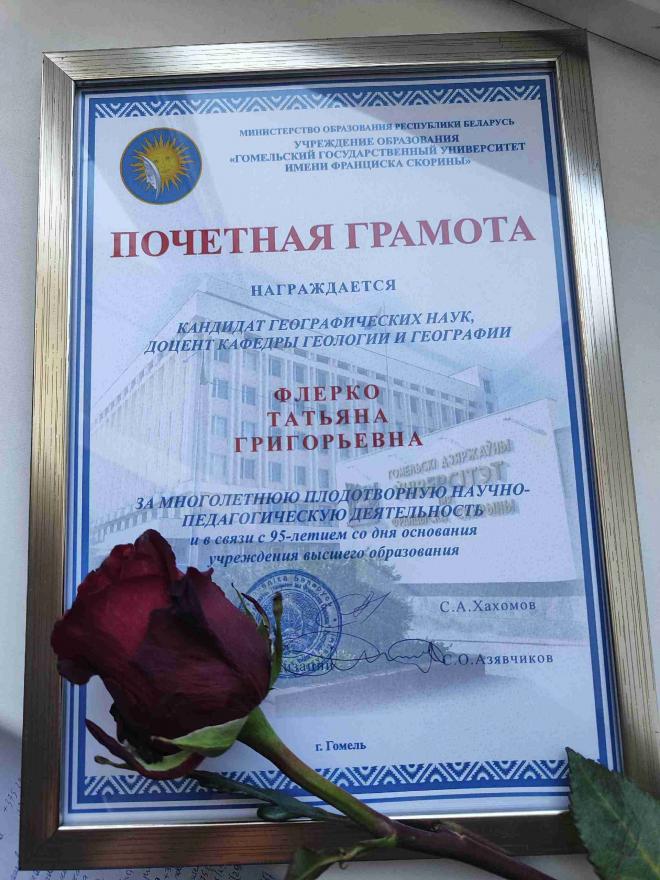 МИНИСТЕРСТВО ОБРАЗОВАНИЯ РЕСПУБЛИКИ БЕЛАРУСЬ
УЧРЕЖДЕНИЕ ОБРАЗОВАНИЯ
«ГОМЕЛЬСКИЙ ГОСУДАРСТВЕННЫЙ УНИВЕРСИТЕТ
ИМЕНИ ФРАНЦИСКА СКОРИНЫ»
ПОЧЕТНАЯ ГРАМОТА
НАГРАЖДАЕТСЯ
КАНДИДАТ ГЕОГРАФИЧЕСКИХ НАУК,
ДОЦЕНТ КАФЕДРЫ ГЕОЛОГИИ И ГЕОГРАФИИ
ФЛЕРКО
ТАТЬЯНА
ГРИГОРЬЕВНА
ГОМЕЛЬСКІ ДЗЯРЖАЎНЫ
ЗА МНОГОЛЕТНЮЮ ПЛОДОТВОРНУЮ НАУЧНО-
ПЕДАГОГИЧЕСКУЮ ДЕЯТЕЛЬНОСТЬ
и в связи с 95-летием со дня основания
учреждения высшего образования
С.А.Хахомов
С.О.Азявчиков
г. Гомель